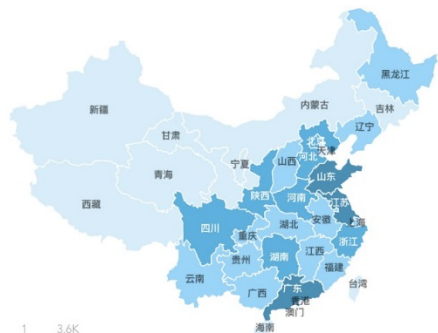 黑龙江
内蒙古
吉林
新疆
辽宁
北京
甘肃
天津
河北
山西
宁夏
山东
青海
陕西
河南
江苏
西藏
四川
安徽
上海
湖北
重庆
浙江
湖南
江西
贵州
福建
云南
台湾
广西
广东
香港
澳门
海南
1 3.6K